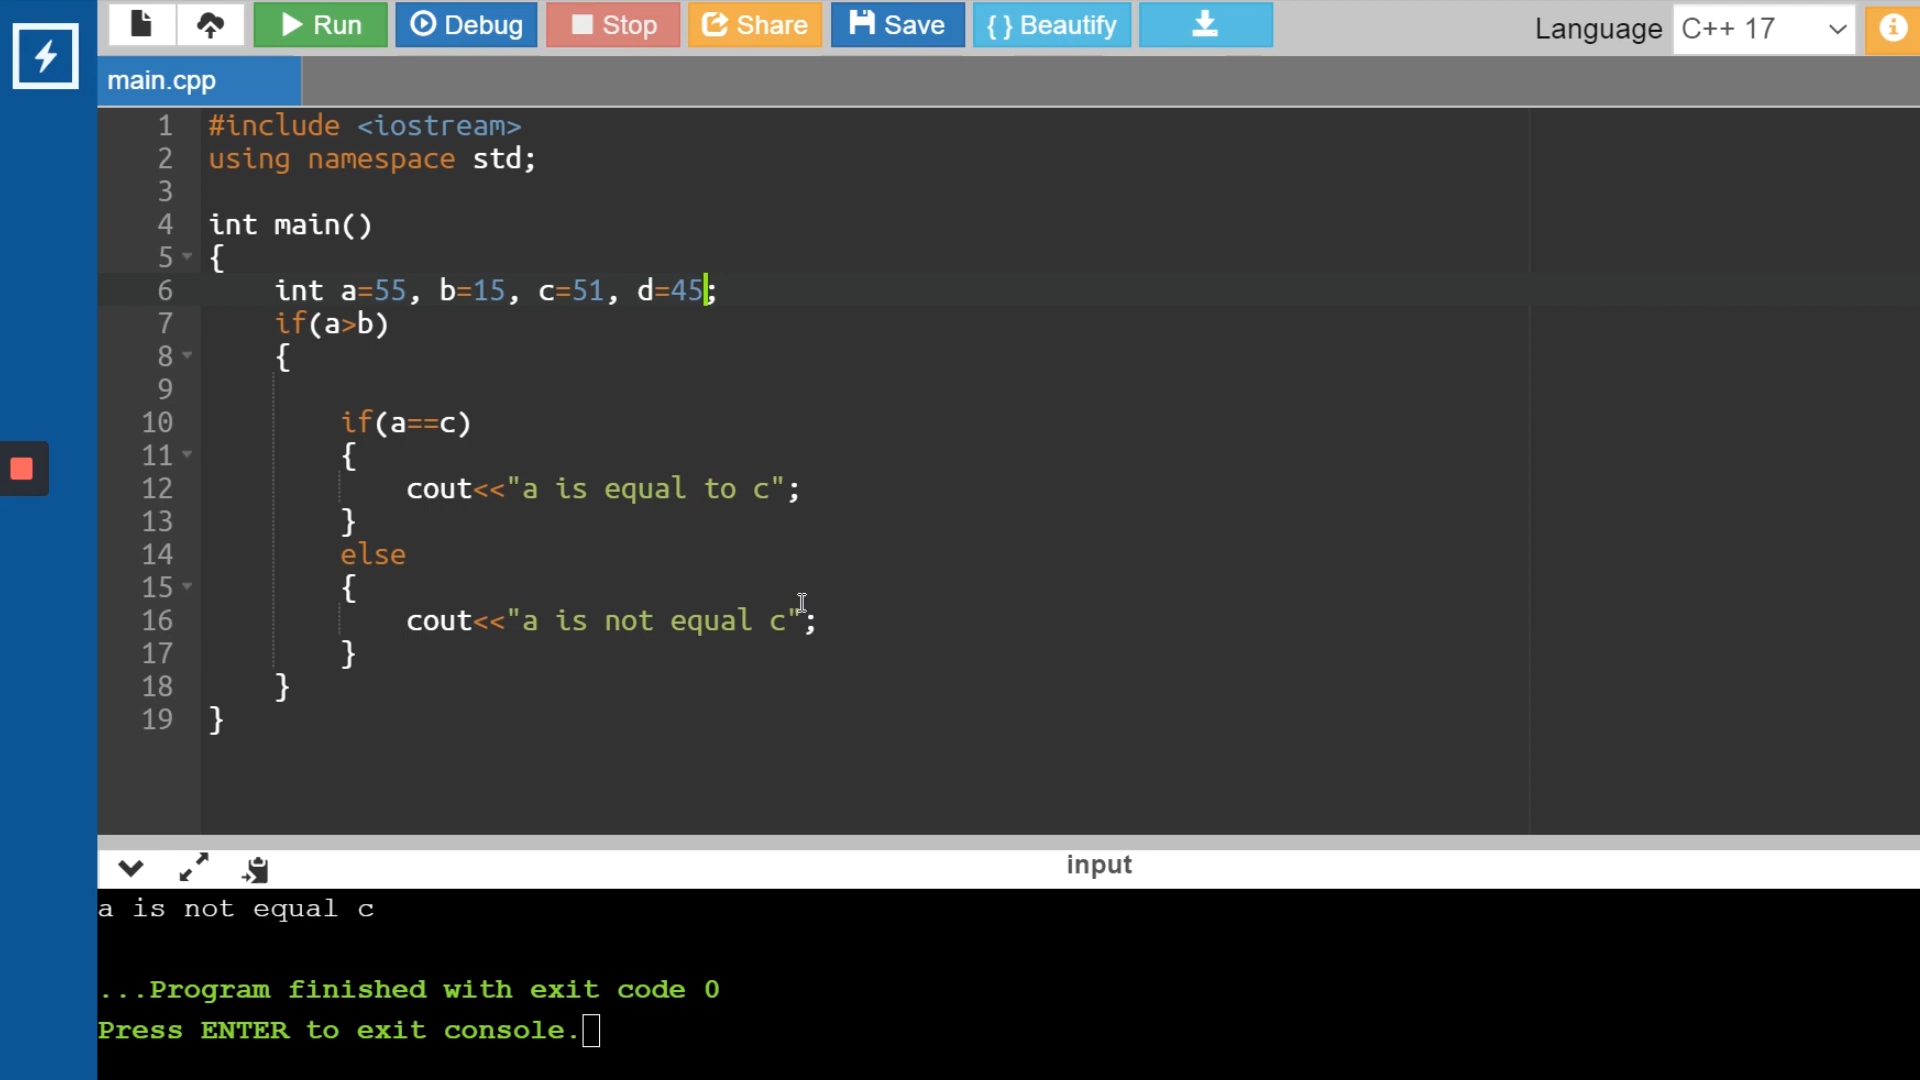 Run Debug Stop Share Save { } Beautify Language C++ 17
main.cpp
1 #include <iostream>
2 using namespace std;
3
4 int main()
5 {
6 int a=55, b=15, c=51, d=45;
7 if(a>b)
8 {
9
10 if(a==c)
11 {
12 cout<<"a is equal to c";
13 }
14 else
15 {
16 cout<<"a is not equal c";
17 }
18 }
19 }
input
a is not equal c
...Program finished with exit code 0
Press ENTER to exit console.